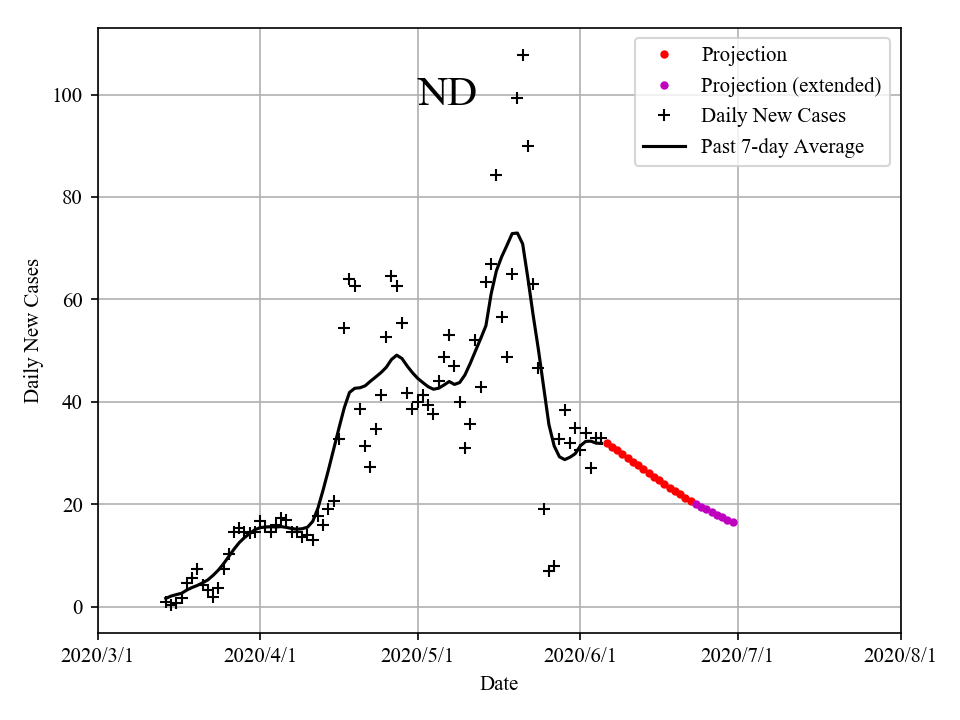 ND
Projection
Projection (extended)
Daily New Cases
Past 7-day Average
Daily New Cases
100
80
60
40
20
0
2020/3/1 2020/4/1 2020/5/1 2020/6/1 2020/7/1 2020/8/1
Date